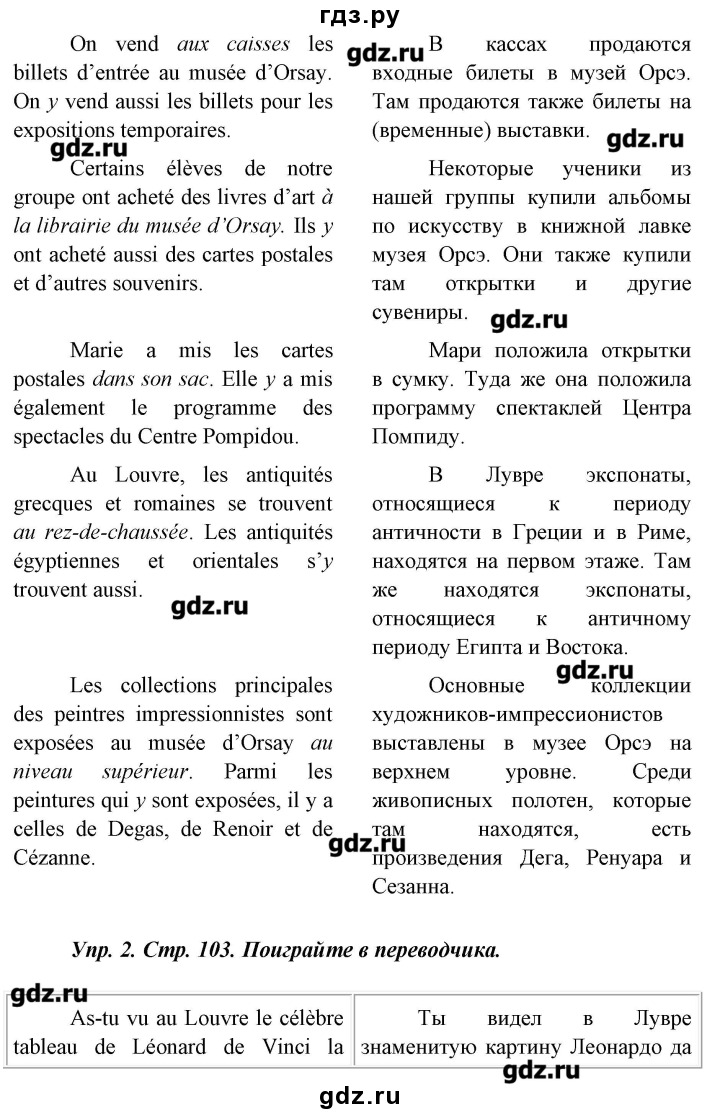 гдз.ру
On vend aux caisses les
billets d’entrée au musée d’Orsay.
On y vend aussi les billets pour les
expositions temporaires.
В кассах продаются
входные билеты в музей Орсэ.
Там продаются также билеты на
(временные) выставки.
gdz.ru
gdz.ru
gdz.ru
Certains élèves de notre
groupe ont acheté des livres d’art à
la librairie du musée d’Orsay. Ils y
ont acheté aussi des cartes postales
et d’autres souvenirs.
Некоторые ученики из
нашей группы купили альбомы
по искусству в книжной лавке
музея Орсэ. Они также купили
там открытки и другие
сувениры.
gdz.ru
Marie a mis les cartes
postales dans son sac. Elle y a mis
également le programme des
spectacles du Centre Pompidou.
Мари положила открытки
в сумку. Туда же она положила
программу спектаклей Центра
Помпиду.
Au Louvre, les antiquités
grecques et romaines se trouvent
au rez-de-chaussée. Les antiquités
égyptiennes et orientales s’y
trouvent aussi.
В Лувре экспонаты,
относящиеся к периоду
античности в Греции и в Риме,
находятся на первом этаже. Там
же находятся экспонаты,
относящиеся к античному
периоду Египта и Востока.
gdz.ru
gdz.ru
Les collections principales
des peintres impressionnistes sont
exposées au musée d’Orsay au
niveau supérieur. Parmi les
peintures qui y sont exposées, il y a
celles de Degas, de Renoir et de
Cézanne.
Основные коллекции
художников-импрессионистов
выставлены в музее Орсэ на
верхнем уровне. Среди
живописных полотен, которые
там находятся, есть
произведения Дега, Ренуара и
Сезанна.
gdz.ru
Упр. 2. Стр. 103. Поиграйте в переводчика.
gdz.ru
As-tu vu au Louvre le célèbre
tableau de Léonard de Vinci la
Ты видел в Лувре
знаменитую картину Леонардо да
gdz.ru
gdz.ru